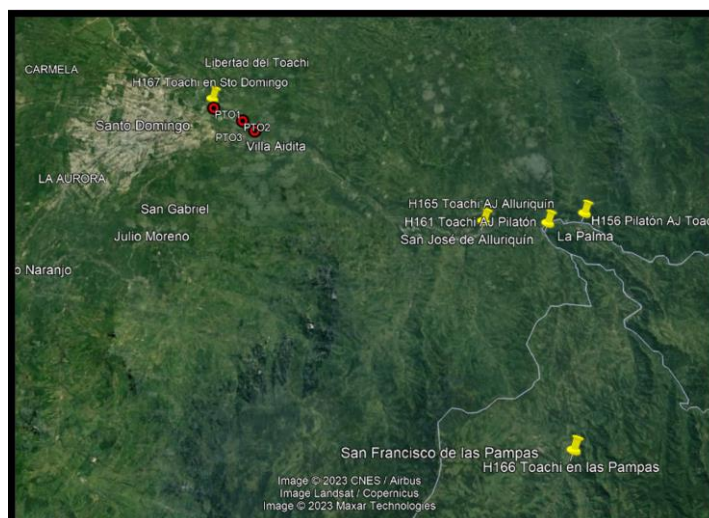 Libertad del Toachi
CARMELA
H167 Toachi en Sto Domingo
PTO1
Santo Domingo
PTO2
PTO3
Villa Aidita
LA AURORA
San Gabriel
H165 Toachi AJ Alluriquín
H161 Toachi AJ Pilatón
H156 Pilatón AJ Toac
Julio Moreno
San José de Alluriquín
La Palma
o Naranjo
San Francisco de las Pampas
H166 Toachi en las Pampas
Image © 2023 CNES / Airbus
Image Landsat / Copernicus
Image © 2023 Maxar Technologies